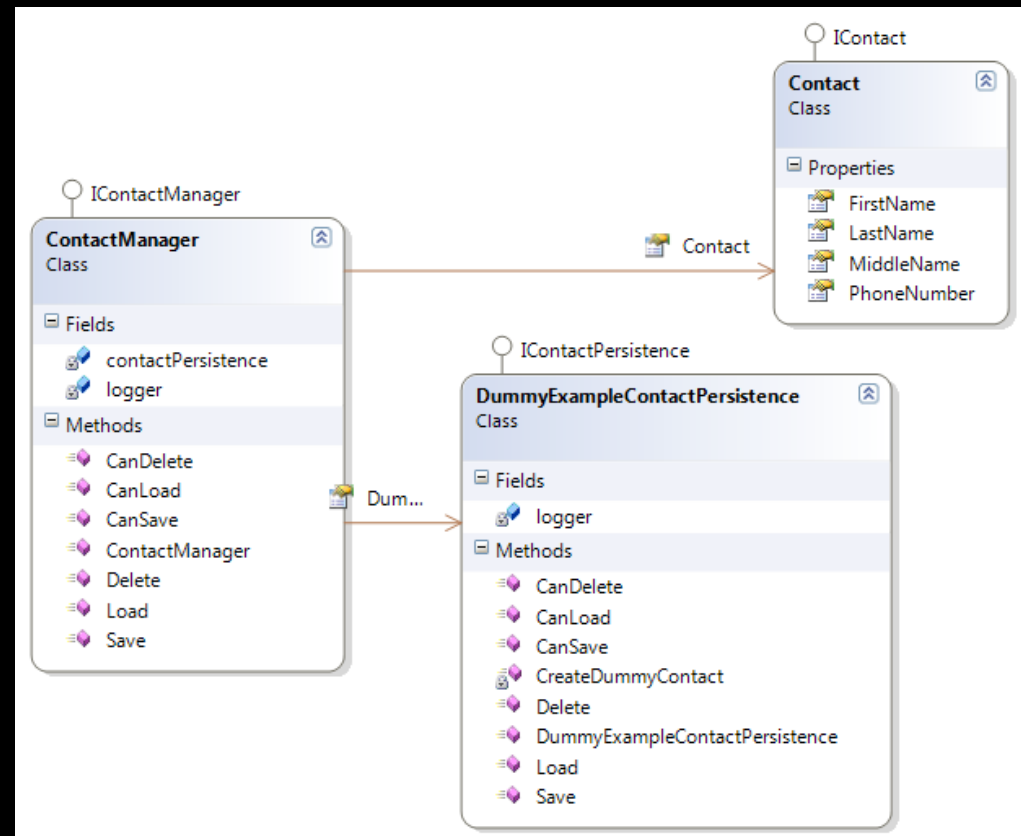 IContact
Contact
Class
Properties
FirstName
LastName
MiddleName
PhoneNumber
IContactManager
ContactManager
Class
Fields
contactPersistence
logger
Methods
CanDelete
CanLoad
CanSave
ContactManager
Delete
Load
Save
Contact
Dum...
IContactPersistence
DummyExampleContactPersistence
Class
Fields
logger
Methods
CanDelete
CanLoad
CanSave
CreateDummyContact
Delete
DummyExampleContactPersistence
Load
Save